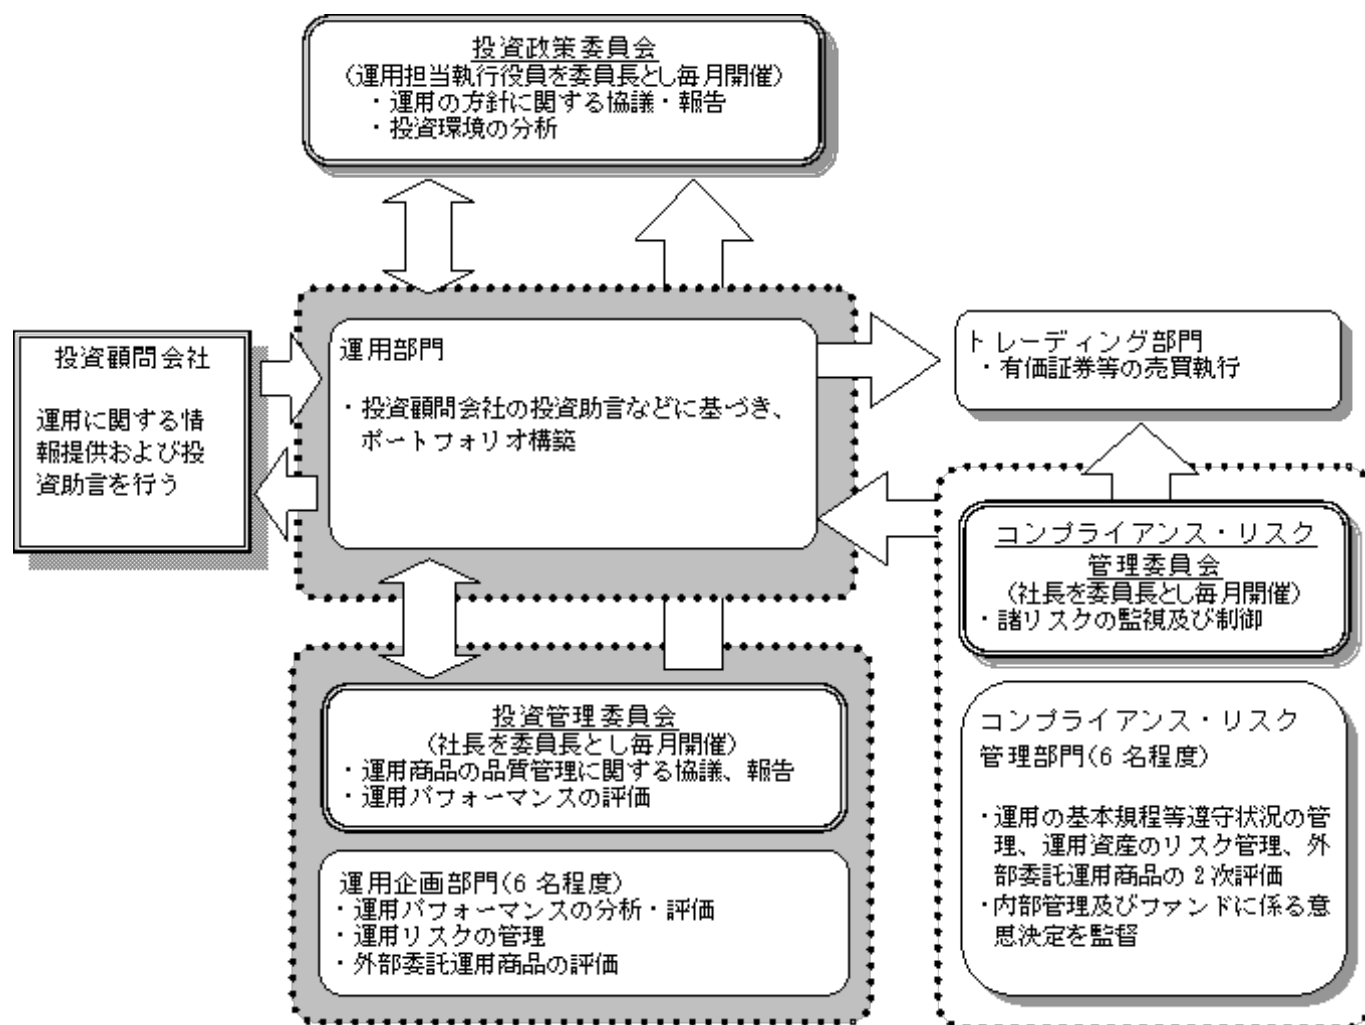 投資政策委員会
(運用担当執行役員を委員長とし毎月開催)
・運用の方針に関する協議・報告
・投資環境の分析
投資顧問会社
運用に関する情
報提供および投
資助言を行う
運用部門
・投資顧問会社の投資助言などに基づき、
ポートフォリオ構築
トレーディング部門
・有価証券等の売買執行
コンプライアンス・リスク
管理委員会
(社長を委員長とし毎月開催)
・諸リスクの監視及び制御
コンプライアンス・リスク
管理部門(6 名程度)
・運用の基本規程等遵守状況の管
理、運用資産のリスク管理、外
部委託運用商品の 2 次評価
・内部管理及びファンドに係る意
思決定を監督
投資管理委員会
(社長を委員長とし毎月開催)
・運用商品の品質管理に関する協議、報告
・運用パフォーマンスの評価
運用企画部門(6 名程度)
・運用パフォーマンスの分析・評価
・運用リスクの管理
・外部委託運用商品の評価